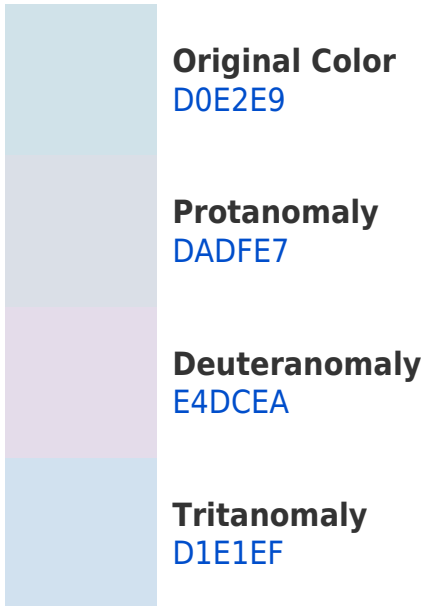 Original Color
D0E2E9
Protanomaly
DADFE7
Deuteranomaly
E4DCEA
Tritanomaly
D1E1EF